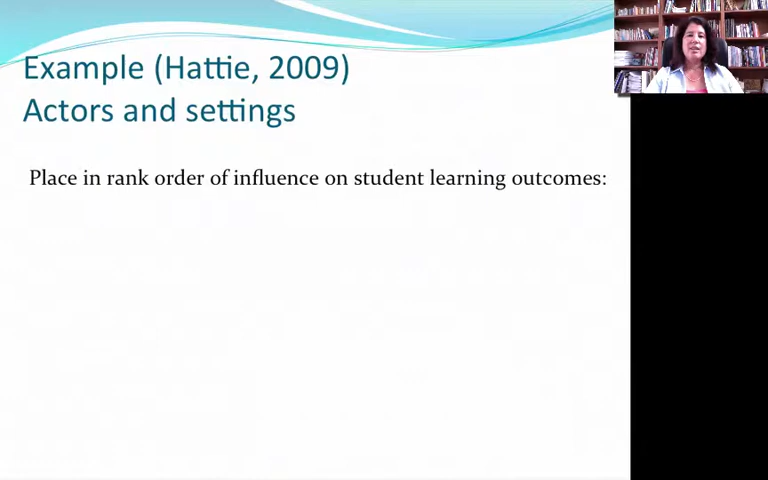 Example (Hattie, 2009)
Actors and settings
Place in rank order of influence on student learning outcomes: